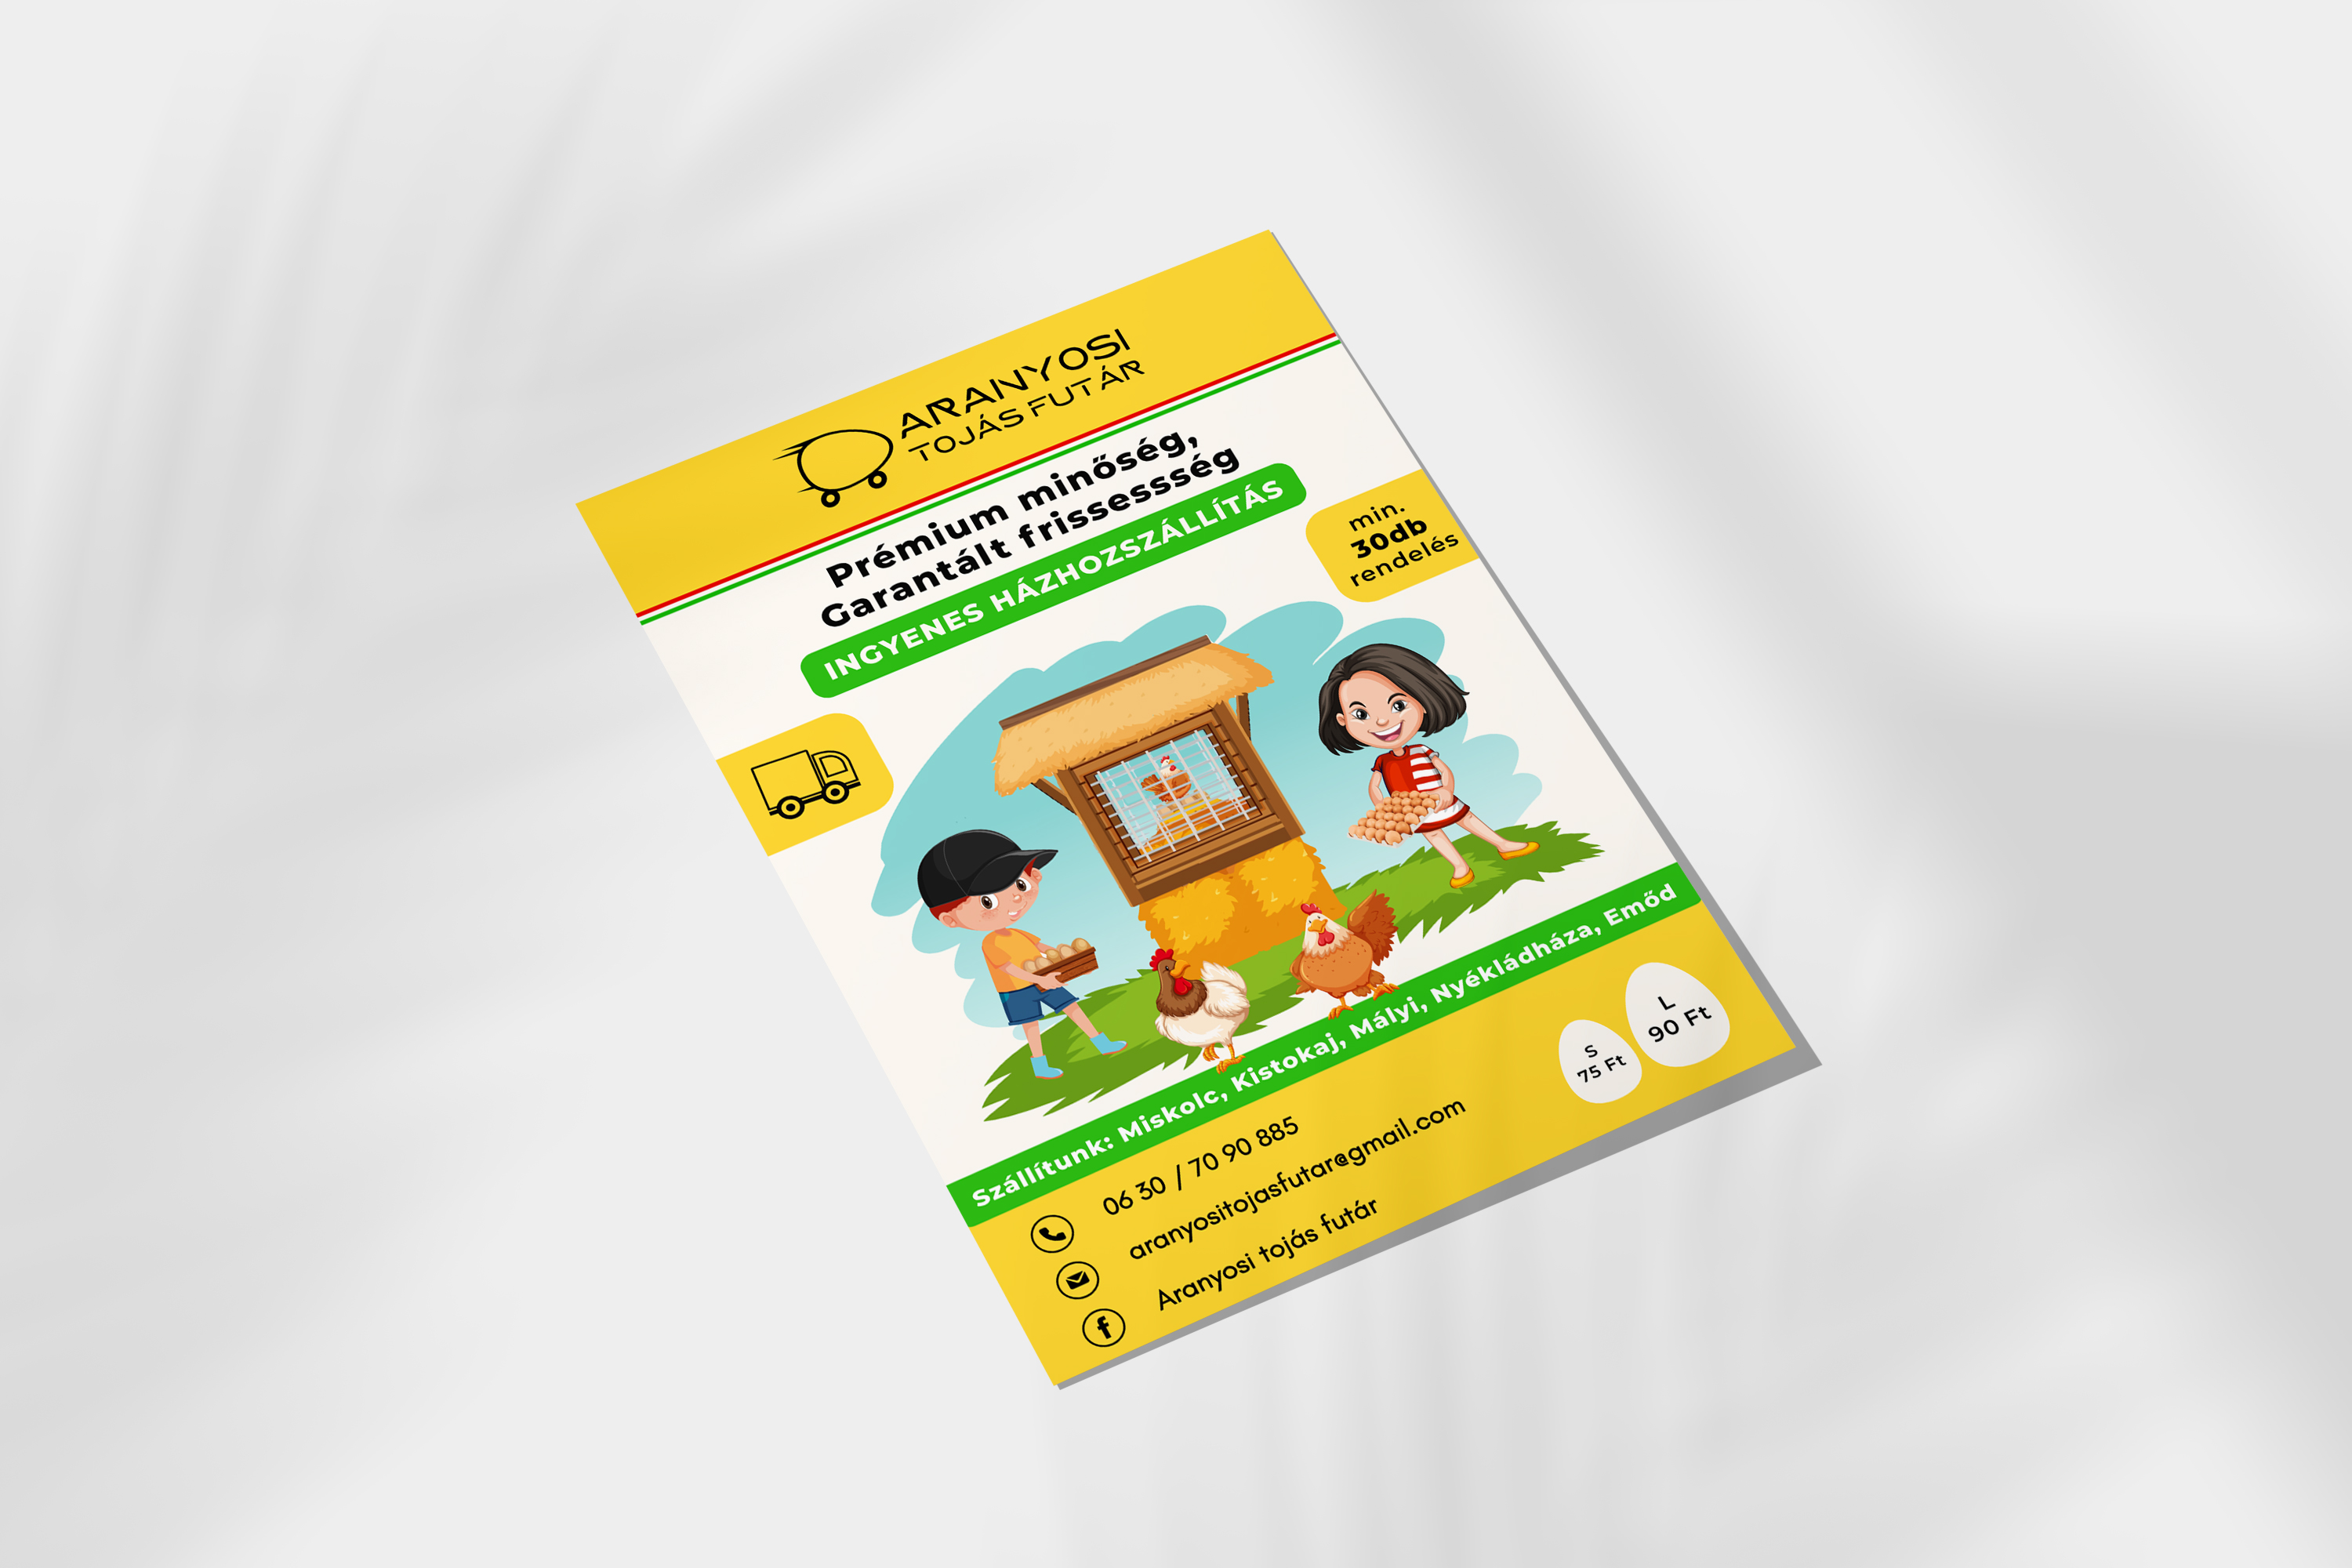 ARANYOSI
TOJÁS FUTÁR
Prémium minőség,
Garantált frissessség
INGYENES HÁZHOZSZÁLLÍTÁS
min.
30db
rendelés
Szállítunk: Miskolc, Kistokaj, Mályi, Nyékládháza, Emőd
06 30 / 70 90 885
aranyositojasfutar@gmail.com
Aranyosi tojás futár
S
75 Ft
L
90 Ft